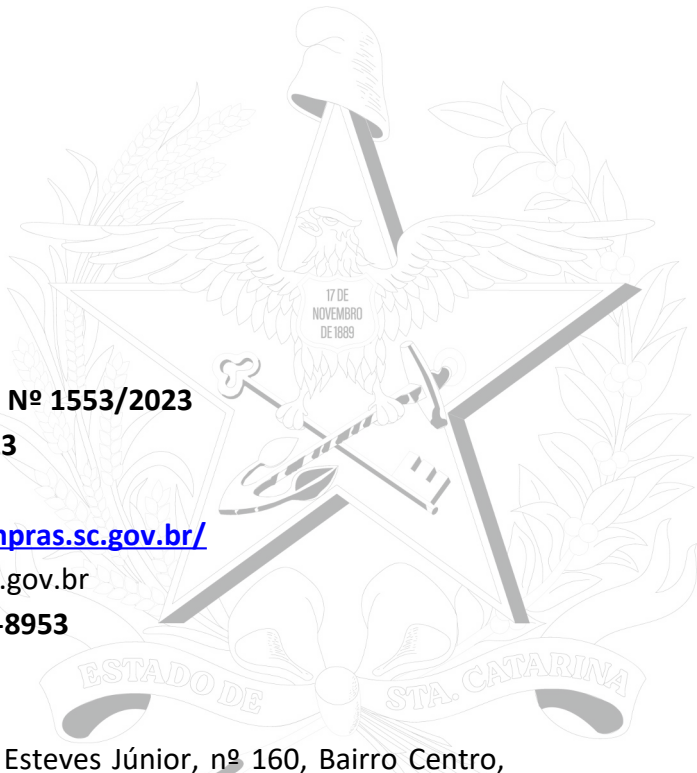 17 DE
NOVEMBRO
DE 1889
Nº 1553/2023
3
mpras.sc.gov.br/
.gov.br
-8953
ESTADO DE STA. CATARINA
Esteves Júnior, nº 160, Bairro Centro,